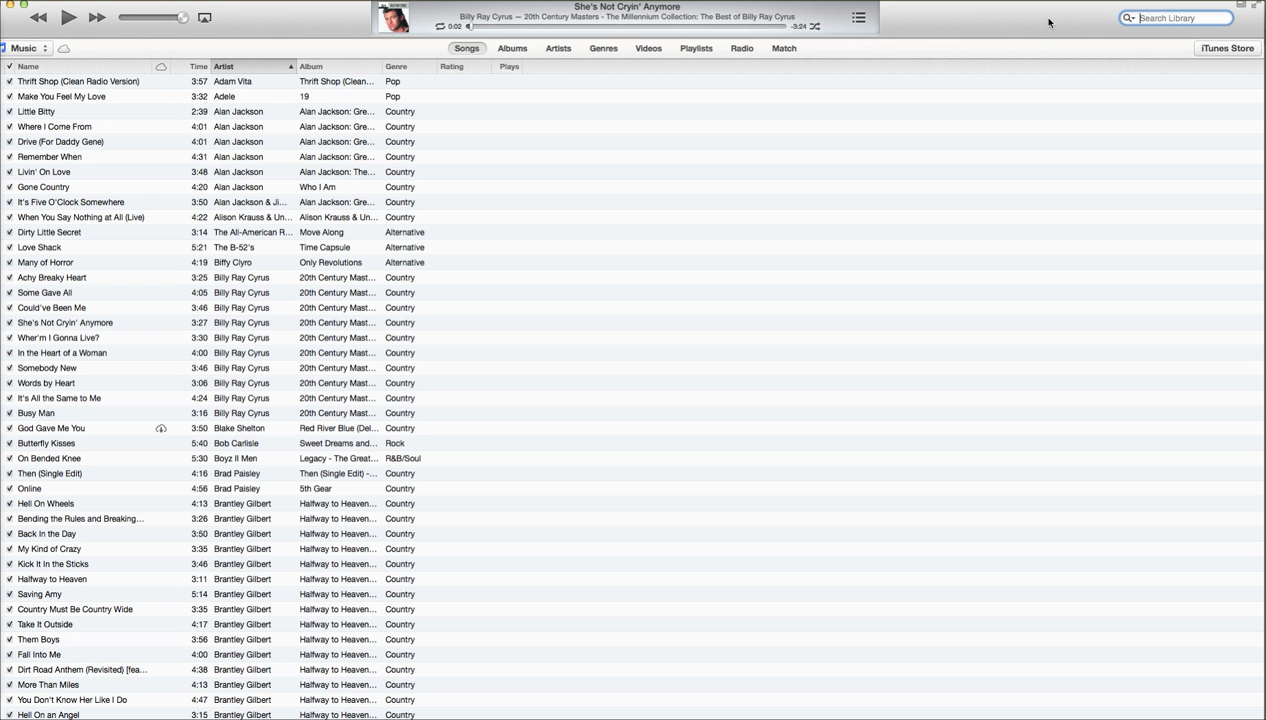 She's Not Cryin' Anymore
Billy Ray Cyrus — 20th Century Masters - The Millennium Collection: The Best of Billy Ray Cyrus
0:02 -3:24
Search Library
Music Songs Albums Artists Genres Videos Playlists Radio Match iTunes Store
Name Time Artist Album Genre Rating Plays
Thrift Shop (Clean Radio Version) 3:57 Adam Vita Thrift Shop (Clean... Pop
Make You Feel My Love 3:32 Adele 19 Pop
Little Bitty 2:39 Alan Jackson Alan Jackson: Gre... Country
Where I Come From 4:01 Alan Jackson Alan Jackson: Gre... Country
Drive (For Daddy Gene) 4:01 Alan Jackson Alan Jackson: Gre... Country
Remember When 4:31 Alan Jackson Alan Jackson: Gre... Country
Livin' On Love 3:48 Alan Jackson Alan Jackson: The... Country
Gone Country 4:20 Alan Jackson Who I Am Country
It's Five O'Clock Somewhere 3:50 Alan Jackson & Ji... Alan Jackson: Gre... Country
When You Say Nothing at All (Live) 4:22 Alison Krauss & Un... Alison Krauss & Un... Country
Dirty Little Secret 3:14 The All-American R... Move Along Alternative
Love Shack 5:21 The B-52's Time Capsule Alternative
Many of Horror 4:19 Biffy Clyro Only Revolutions Alternative
Achy Breaky Heart 3:25 Billy Ray Cyrus 20th Century Mast... Country
Some Gave All 4:05 Billy Ray Cyrus 20th Century Mast... Country
Could've Been Me 3:46 Billy Ray Cyrus 20th Century Mast... Country
She's Not Cryin' Anymore 3:27 Billy Ray Cyrus 20th Century Mast... Country
Wher'm I Gonna Live? 3:30 Billy Ray Cyrus 20th Century Mast... Country
In the Heart of a Woman 4:00 Billy Ray Cyrus 20th Century Mast... Country
Somebody New 3:46 Billy Ray Cyrus 20th Century Mast... Country
Words by Heart 3:06 Billy Ray Cyrus 20th Century Mast... Country
It's All the Same to Me 4:24 Billy Ray Cyrus 20th Century Mast... Country
Busy Man 3:16 Billy Ray Cyrus 20th Century Mast... Country
God Gave Me You 3:50 Blake Shelton Red River Blue (Del... Country
Butterfly Kisses 5:40 Bob Carlisle Sweet Dreams and... Rock
On Bended Knee 5:30 Boyz II Men Legacy - The Great... R&B/Soul
Then (Single Edit) 4:16 Brad Paisley Then (Single Edit) -... Country
Online 4:56 Brad Paisley 5th Gear Country
Hell On Wheels 4:13 Brantley Gilbert Halfway to Heaven... Country
Bending the Rules and Breaking... 3:26 Brantley Gilbert Halfway to Heaven... Country
Back In the Day 3:50 Brantley Gilbert Halfway to Heaven... Country
My Kind of Crazy 3:35 Brantley Gilbert Halfway to Heaven... Country
Kick It In the Sticks 3:46 Brantley Gilbert Halfway to Heaven... Country
Halfway to Heaven 3:11 Brantley Gilbert Halfway to Heaven... Country
Saving Amy 5:14 Brantley Gilbert Halfway to Heaven... Country
Country Must Be Country Wide 3:35 Brantley Gilbert Halfway to Heaven... Country
Take It Outside 4:17 Brantley Gilbert Halfway to Heaven... Country
Them Boys 3:56 Brantley Gilbert Halfway to Heaven... Country
Fall Into Me 4:00 Brantley Gilbert Halfway to Heaven... Country
Dirt Road Anthem (Revisited) [fea... 4:38 Brantley Gilbert Halfway to Heaven... Country
More Than Miles 4:13 Brantley Gilbert Halfway to Heaven... Country
You Don't Know Her Like I Do 4:47 Brantley Gilbert Halfway to Heaven... Country
Hell On an Angel 3:15 Brantley Gilbert Halfway to Heaven... Country